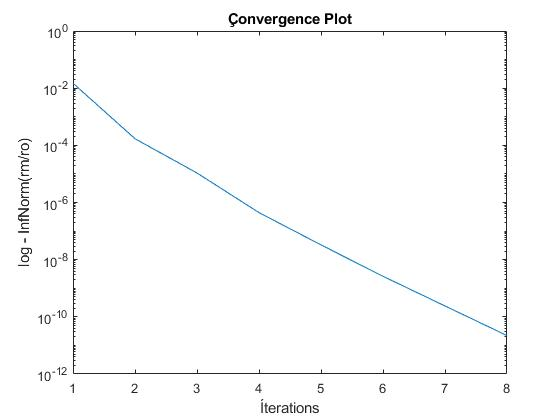 Çonvergence Plot
10^0
10^-2
10^-4
10^-6
10^-8
10^-10
10^-12
log - InfNorm(rm/ro)
1 2 3 4 5 6 7 8
Íterations